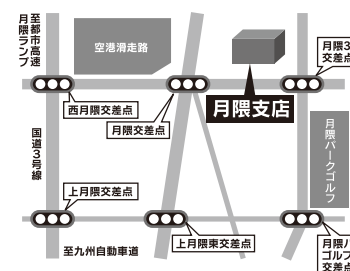 至都市高速
月隈ランプ
空港滑走路
月隈3
交差点
西月隈交差点
月隈交差点
月隈支店
国道3号線
月隈パークゴルフ
上月隈交差点
上月隈東交差点
至九州自動車道
月隈パ
ゴルフ
交差点